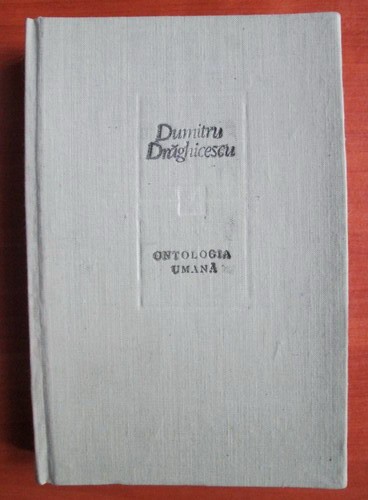 Dumitru
Drăghicescu
ONTOLOGIA
UMANĂ